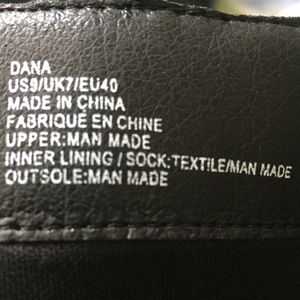 DANA
US9/UK7/EU40
MADE IN CHINA
FABRIQUÉ EN CHINE
UPPER:MAN MADE
INNER LINING / SOCK:TEXTILE/MAN MADE
OUTSOLE:MAN MADE